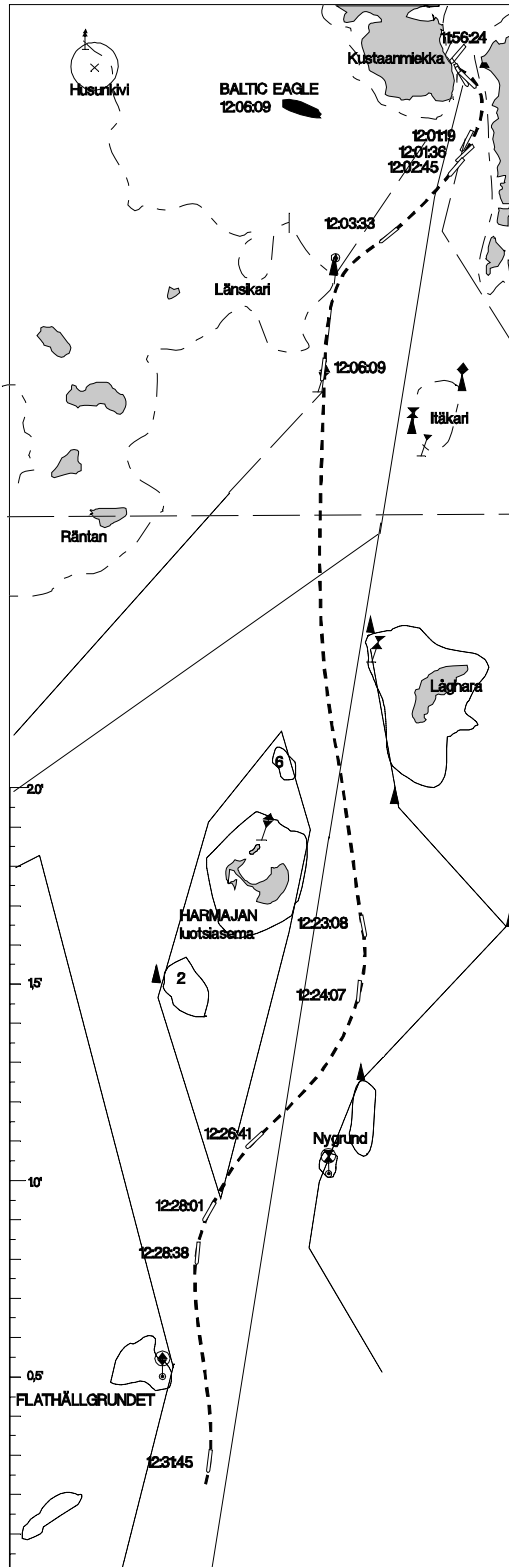 11:56:24
Kustaanmiekka
Husunkivi
BALTIC EAGLE
12:06:09
12:01:19
12:01:36
12:02:45
12:03:33
Länsikari
12:06:09
Itäkari
Räntan
Låghara
6
2.0'
HARMAJAN
luotsiasema
12:23:08
2
1,5'
12:24:07
12:26:41
Nygrund
1.0'
12:28:01
12:28:38
0,5'
FLATHÄLLGRUNDET
12:31:45